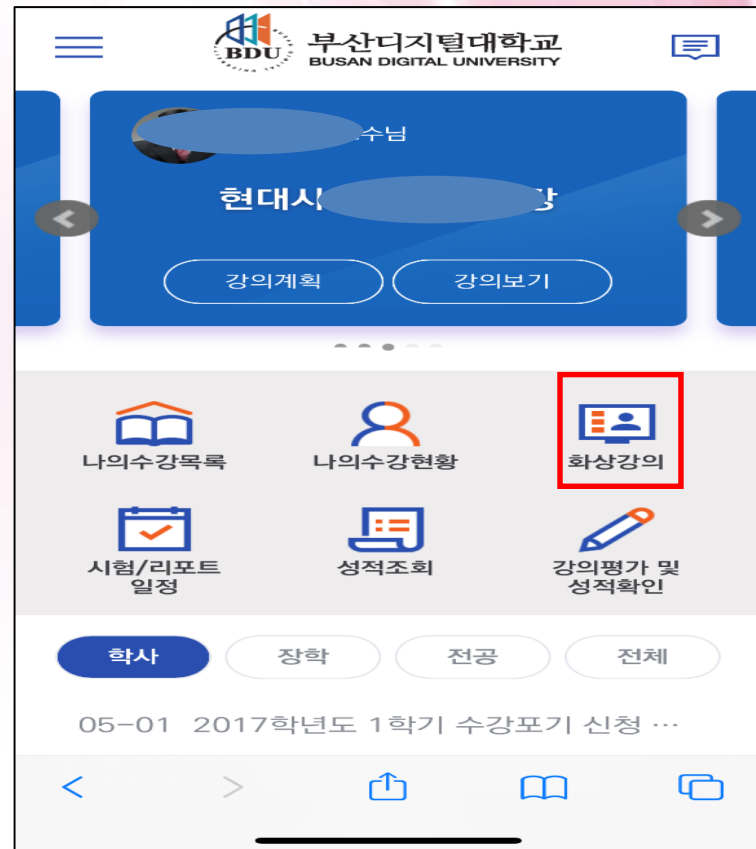 BDU
부산디지털대학교
BUSAN DIGITAL UNIVERSITY
수님
현대사
강의계획 강의보기
나의수강목록 나의수강현황 화상강의
시험/리포트 일정 성적조회 강의평가 및 성적확인
학사 장학 전공 전체
05-01 2017학년도 1학기 수강포기 신청 …